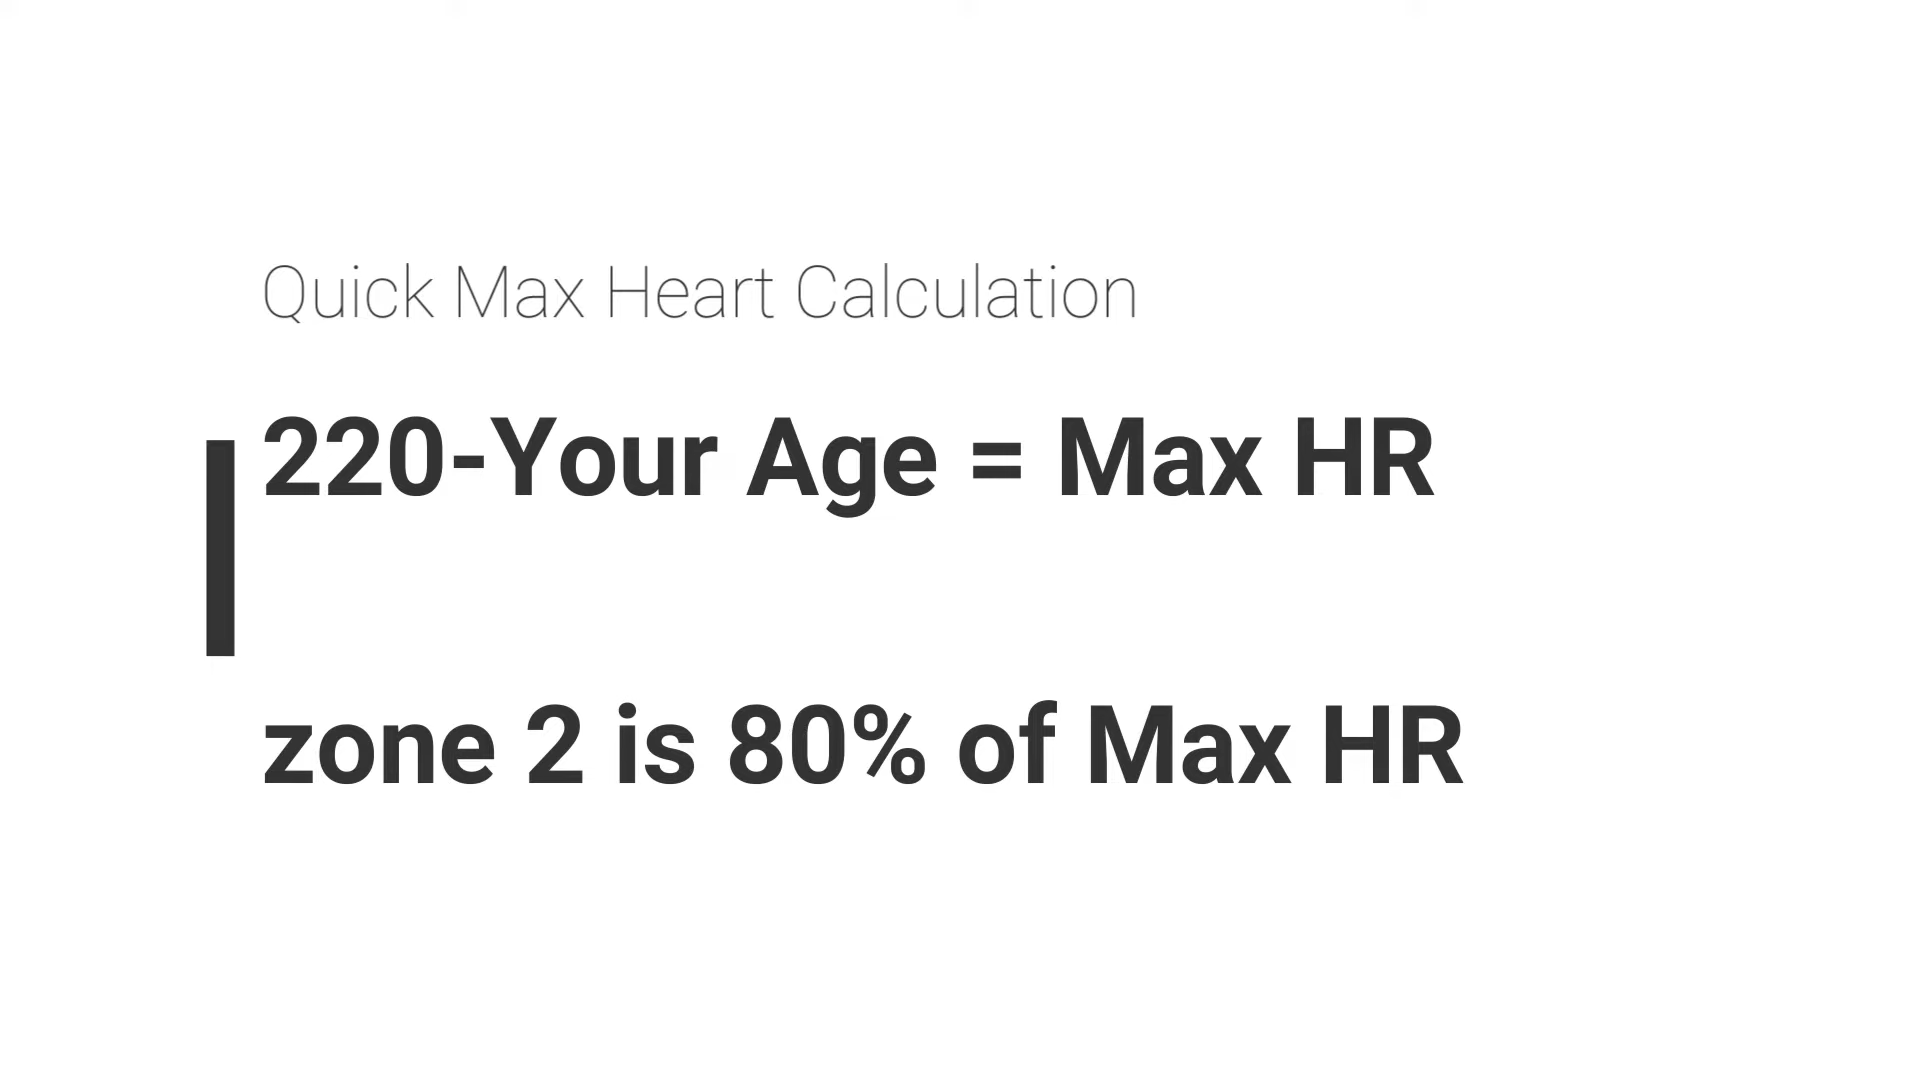 Quick Max Heart Calculation
220-Your Age = Max HR
zone 2 is 80% of Max HR